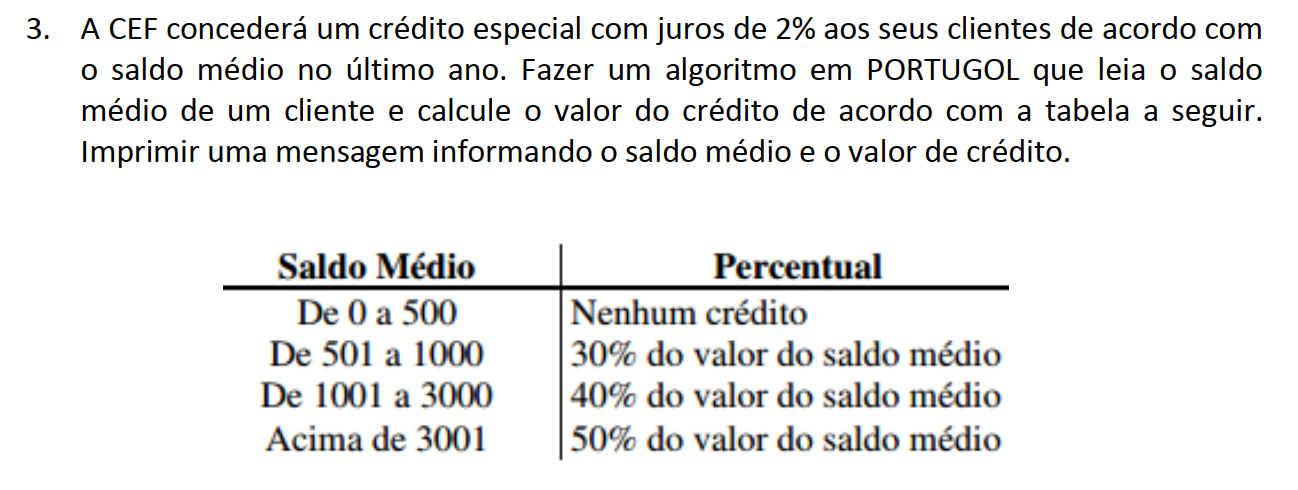 3. A CEF concederá um crédito especial com juros de 2% aos seus clientes de acordo com
o saldo médio no último ano. Fazer um algoritmo em PORTUGOL que leia o saldo
médio de um cliente e calcule o valor do crédito de acordo com a tabela a seguir.
Imprimir uma mensagem informando o saldo médio e o valor de crédito.
Saldo Médio Percentual
De 0 a 500 Nenhum crédito
De 501 a 1000 30% do valor do saldo médio
De 1001 a 3000 40% do valor do saldo médio
Acima de 3001 50% do valor do saldo médio